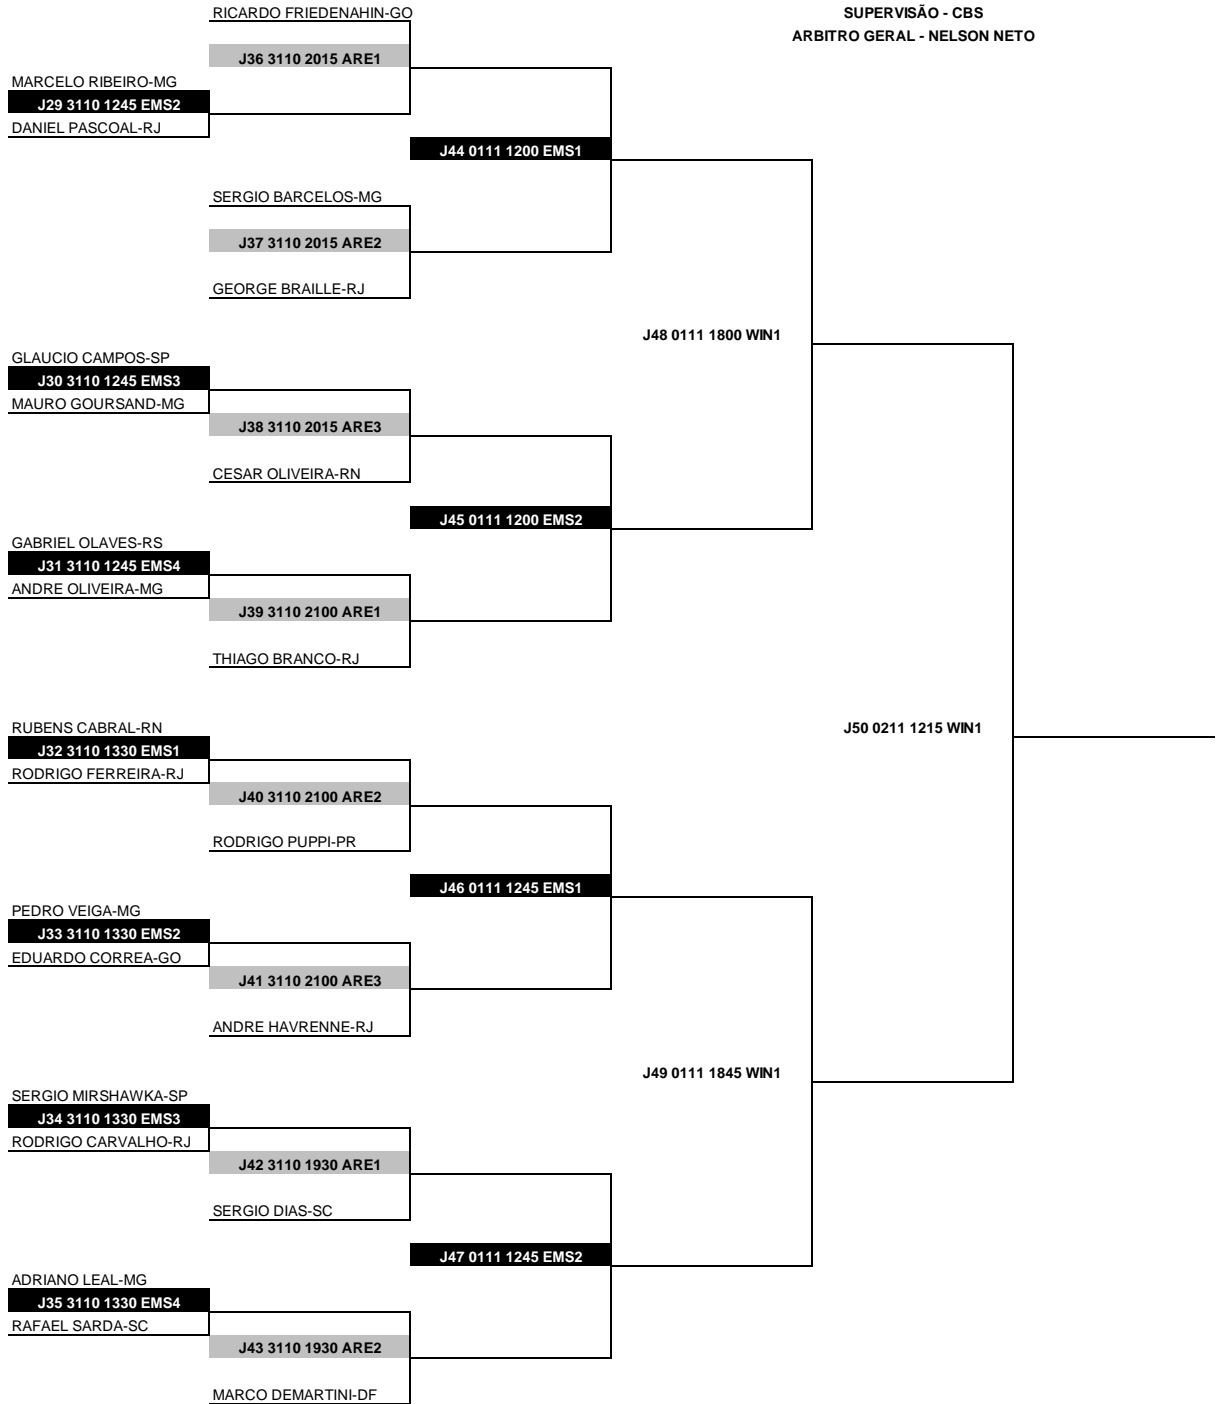 RICARDO FRIEDENAHIN-GO
SUPERVISÃO - CBS
ARBITRO GERAL - NELSON NETO
J36 3110 2015 ARE1
MARCELO RIBEIRO-MG
J29 3110 1245 EMS2
DANIEL PASCOAL-RJ
J44 0111 1200 EMS1
SERGIO BARCELOS-MG
J37 3110 2015 ARE2
GEORGE BRAILLE-RJ
J48 0111 1800 WIN1
GLAUCIO CAMPOS-SP
J30 3110 1245 EMS3
MAURO GOURSAND-MG
J38 3110 2015 ARE3
CESAR OLIVEIRA-RN
J45 0111 1200 EMS2
GABRIEL OLAVES-RS
J31 3110 1245 EMS4
ANDRE OLIVEIRA-MG
J39 3110 2100 ARE1
THIAGO BRANCO-RJ
RUBENS CABRAL-RN
J50 0211 1215 WIN1
J32 3110 1330 EMS1
RODRIGO FERREIRA-RJ
J40 3110 2100 ARE2
RODRIGO PUPPI-PR
J46 0111 1245 EMS1
PEDRO VEIGA-MG
J33 3110 1330 EMS2
EDUARDO CORREA-GO
J41 3110 2100 ARE3
ANDRE HAVRENNE-RJ
J49 0111 1845 WIN1
SERGIO MIRSHAWKA-SP
J34 3110 1330 EMS3
RODRIGO CARVALHO-RJ
J42 3110 1930 ARE1
SERGIO DIAS-SC
J47 0111 1245 EMS2
ADRIANO LEAL-MG
J35 3110 1330 EMS4
RAFAEL SARDA-SC
J43 3110 1930 ARE2
MARCO DEMARTINI-DF